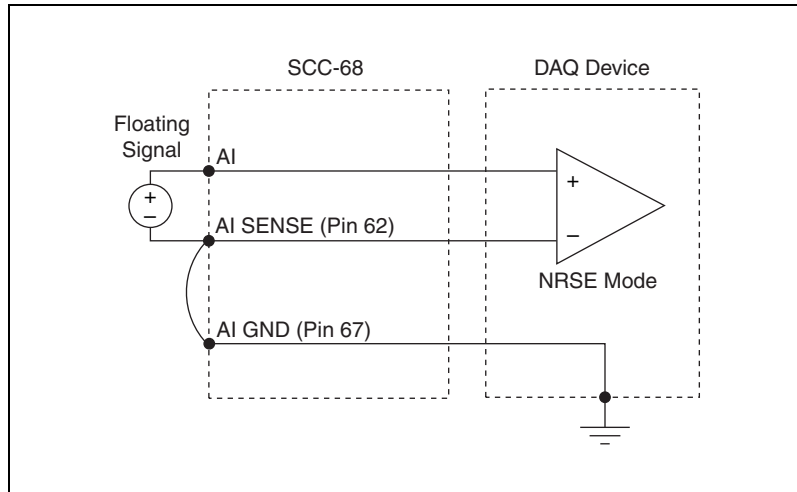 SCC-68
DAQ Device
Floating
Signal
AI
+
−
+
−
AI SENSE (Pin 62)
NRSE Mode
AI GND (Pin 67)